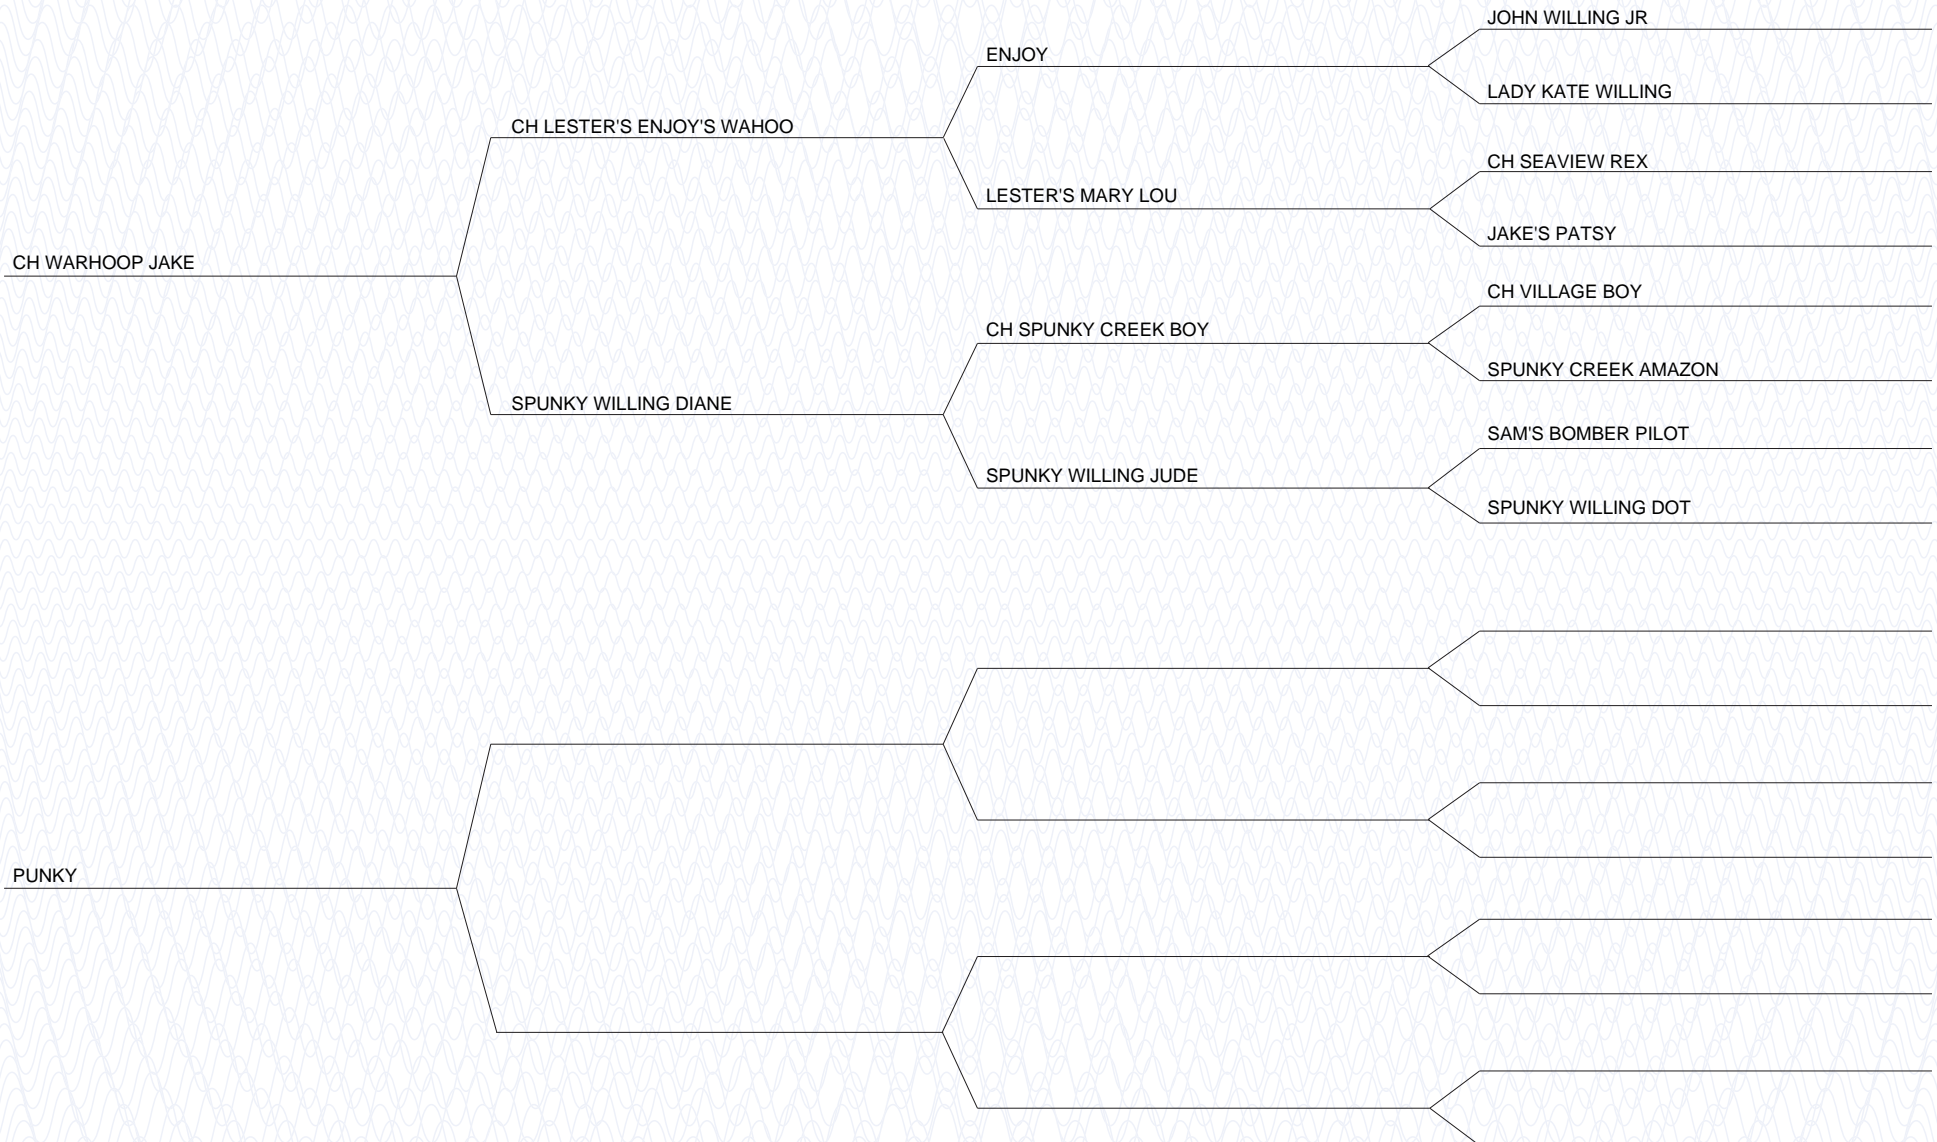 JOHN WILLING JR
ENJOY
LADY KATE WILLING
CH LESTER'S ENJOY'S WAHOO
CH SEAVIEW REX
LESTER'S MARY LOU
JAKE'S PATSY
CH WARHOOP JAKE
CH VILLAGE BOY
CH SPUNKY CREEK BOY
SPUNKY CREEK AMAZON
SPUNKY WILLING DIANE
SAM'S BOMBER PILOT
SPUNKY WILLING JUDE
SPUNKY WILLING DOT
PUNKY